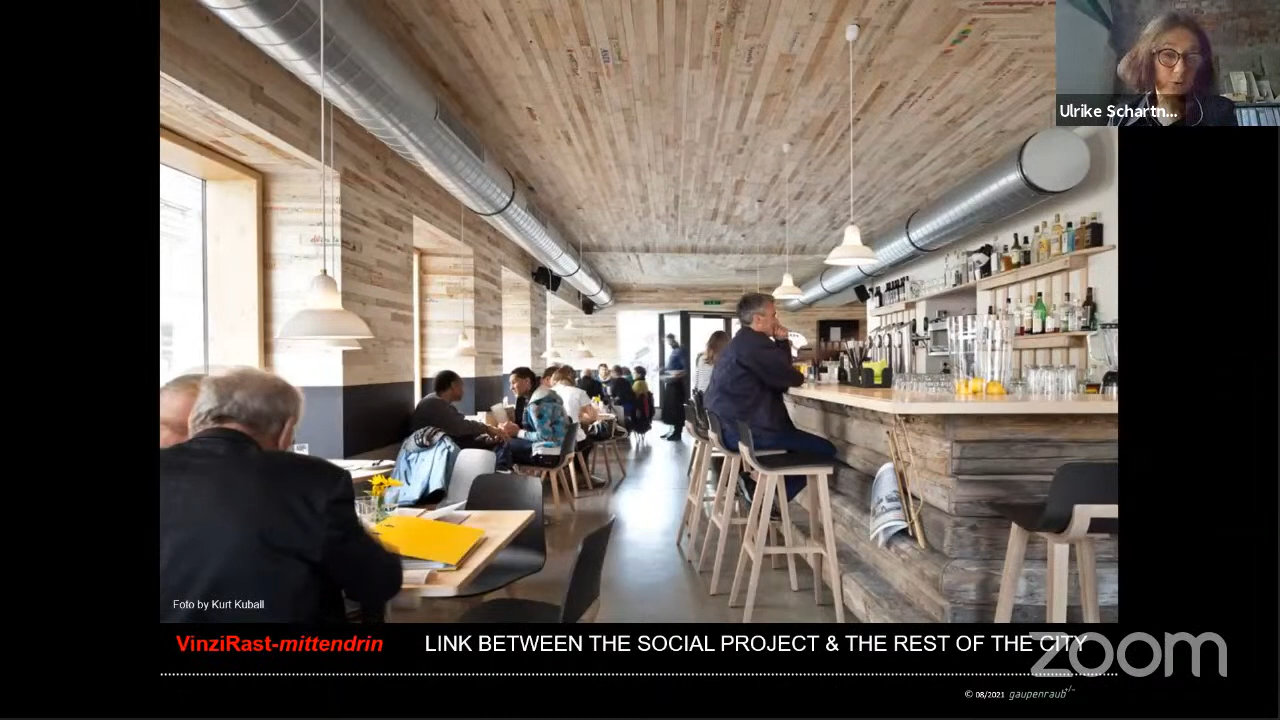 Ulrike Schartn...
Foto by Kurt Kuball
VinziRast-mittendrin LINK BETWEEN THE SOCIAL PROJECT & THE REST OF THE CITY
zoom
© 08/2021 gaupenraub+/-